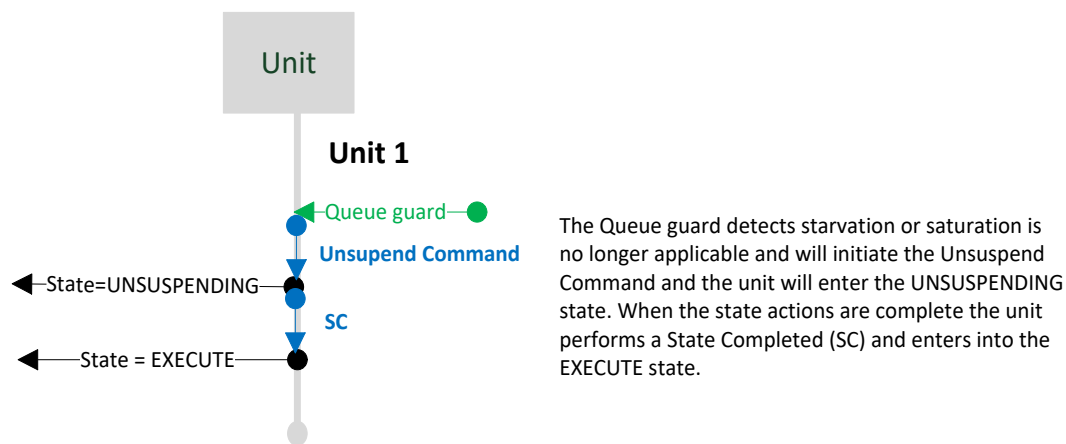 Unit
Unit 1
Queue guard
Unsupend Command
State=UNSUSPENDING
SC
State = EXECUTE
The Queue guard detects starvation or saturation is
no longer applicable and will initiate the Unsuspend
Command and the unit will enter the UNSUSPENDING
state. When the state actions are complete the unit
performs a State Completed (SC) and enters into the
EXECUTE state.